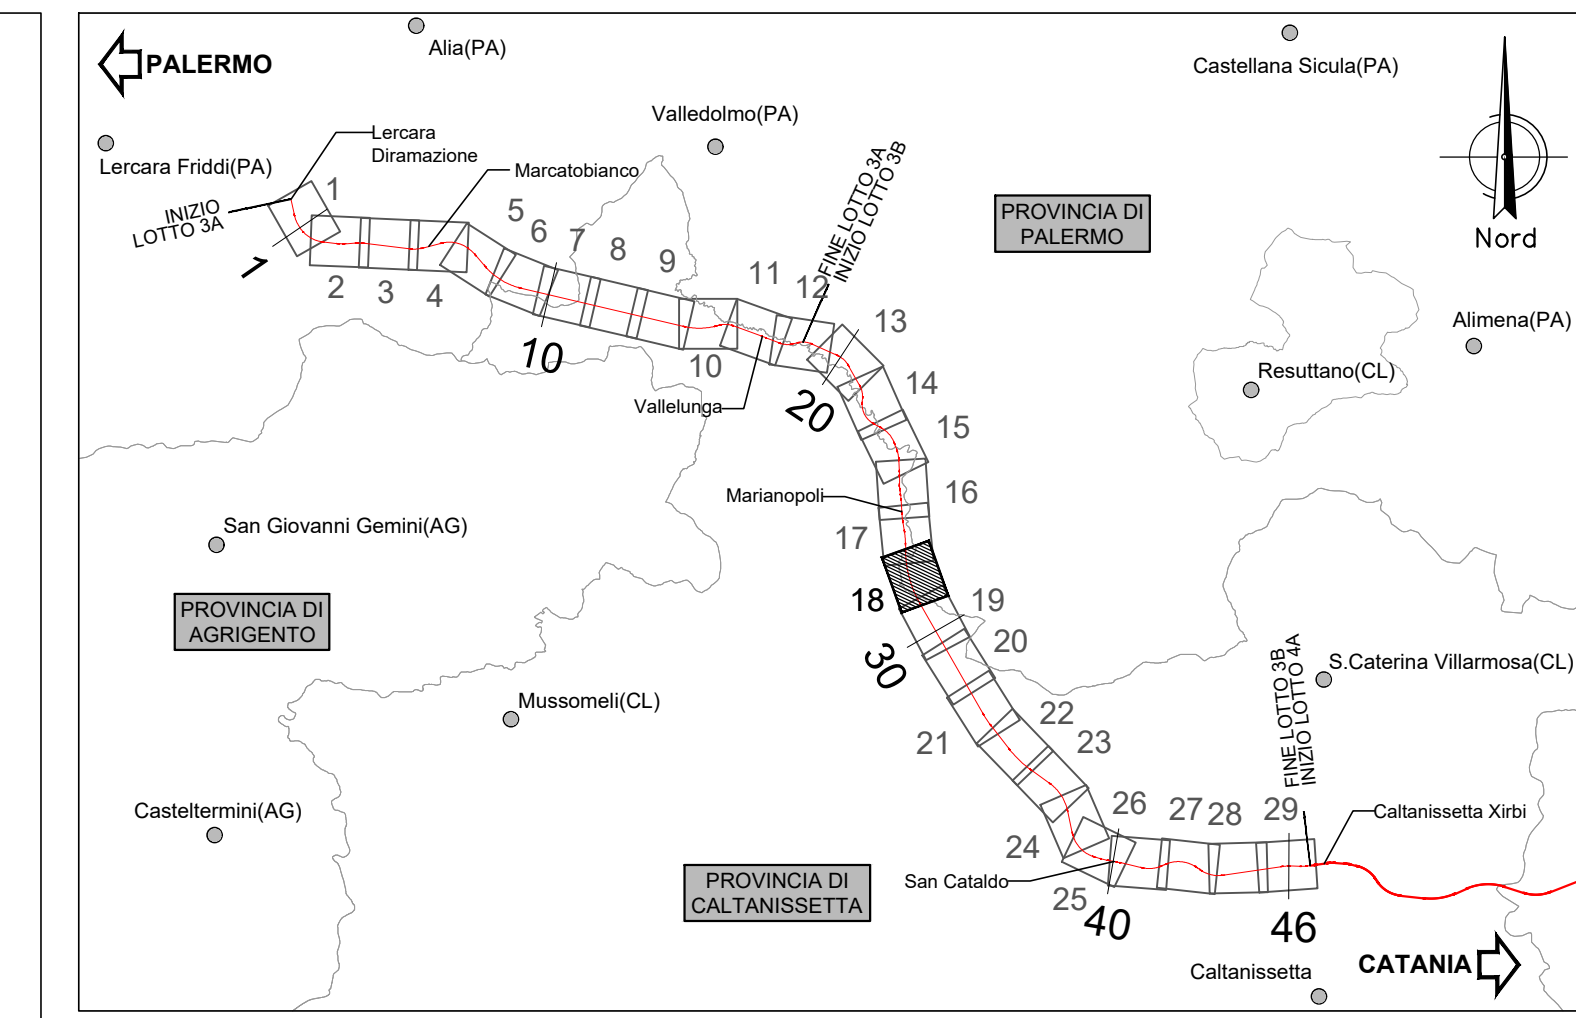 PALERMO
Alia(PA)
Castellana Sicula(PA)
Lercara Friddi(PA)
Lercara
Diramazione
Valledolmo(PA)
Marcatobianco
INIZIO
LOTTO 3A
FINE LOTTO 3A
INIZIO LOTTO 3B
PROVINCIA DI
PALERMO
Nord
1
1
2
3
4
5
6
7
8
9
10
10
11
12
13
Vallelunga
20
14
15
Alimena(PA)
Resuttano(CL)
Marianopoli
16
17
San Giovanni Gemini(AG)
PROVINCIA DI
AGRIGENTO
18
19
20
30
Mussomeli(CL)
S.Caterina Villarmosa(CL)
21
22
23
FINE LOTTO 3B
INIZIO LOTTO 4A
Casteltermini(AG)
24
25
26
27
28
29
Caltanissetta Xirbi
PROVINCIA DI
CALTANISSETTA
San Cataldo
40
46
Caltanissetta
CATANIA